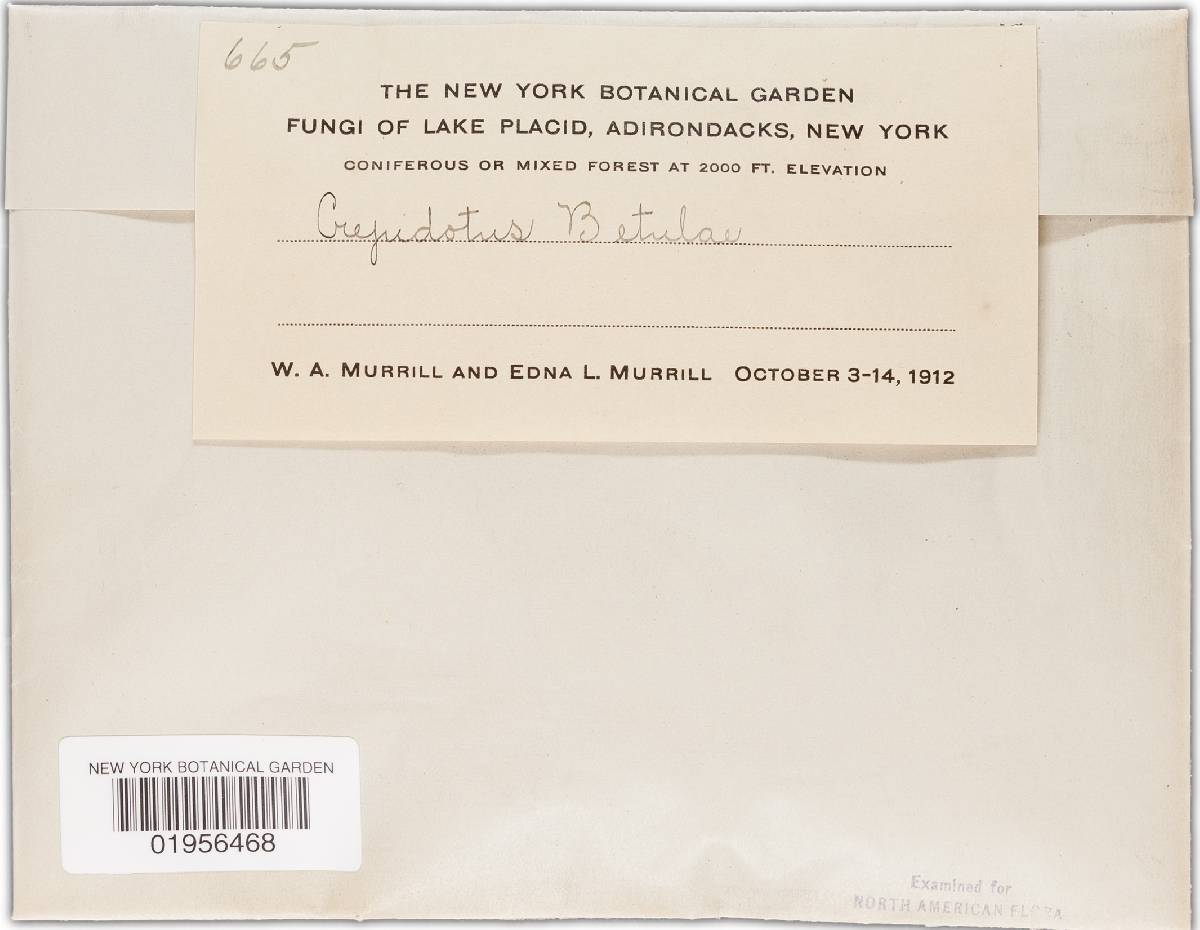 665
THE NEW YORK BOTANICAL GARDEN
FUNGI OF LAKE PLACID, ADIRONDACKS, NEW YORK
CONIFEROUS OR MIXED FOREST AT 2000 FT. ELEVATION
Crepidotus Betulae
W. A. MURRILL AND EDNA L. MURRILL OCTOBER 3-14, 1912
NEW YORK BOTANICAL GARDEN
01956468
Examined for
NORTH AMERICAN FLORA